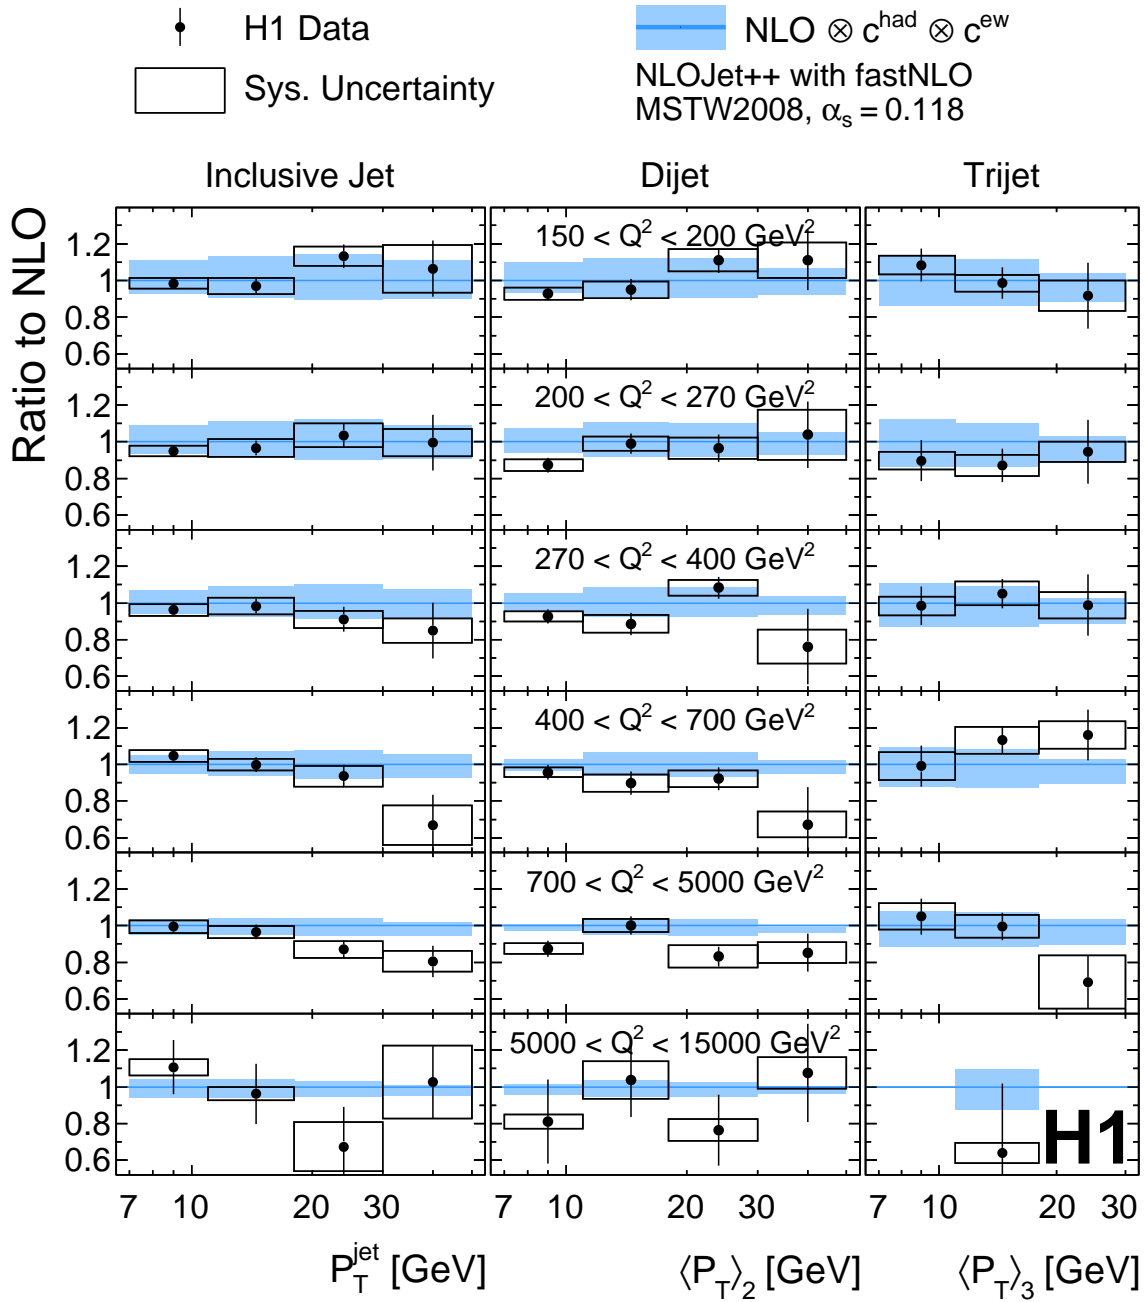 H1 Data
NLO ⊗ c^had ⊗ c^ew
Sys. Uncertainty
NLOJet++ with fastNLO
MSTW2008, α_s = 0.118
Inclusive Jet Dijet Trijet
Ratio to NLO
150 < Q² < 200 GeV²
1.2
1
0.8
0.6
200 < Q² < 270 GeV²
1.2
1
0.8
0.6
270 < Q² < 400 GeV²
1.2
1
0.8
0.6
400 < Q² < 700 GeV²
1.2
1
0.8
0.6
700 < Q² < 5000 GeV²
1.2
1
0.8
0.6
5000 < Q² < 15000 GeV²
1.2
1
0.8
0.6
H1
7 10 20 30 7 10 20 30 7 10 20 30
P_T^jet [GeV] ⟨P_T⟩_2 [GeV] ⟨P_T⟩_3 [GeV]